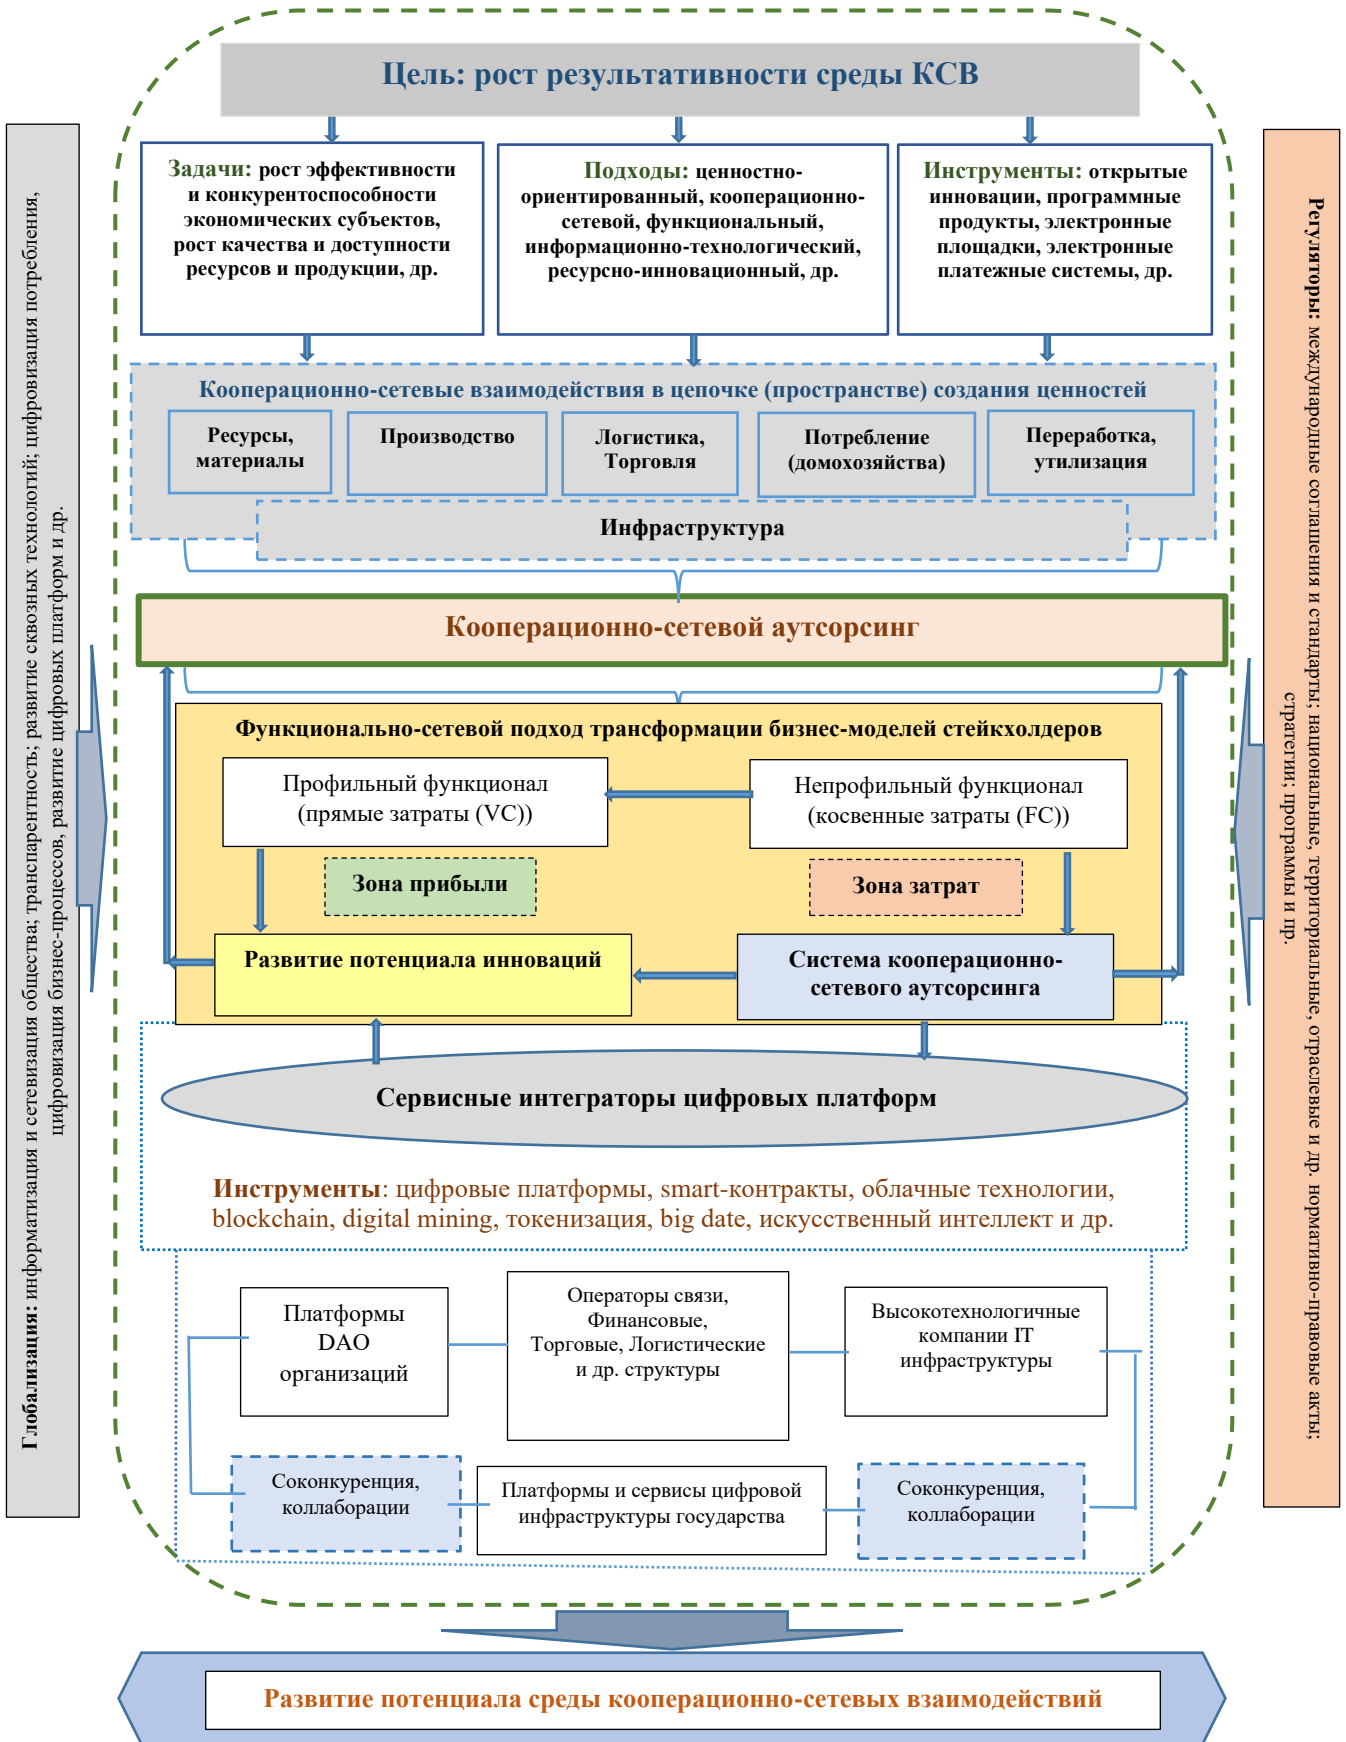 Цель: рост результативности среды КСВ
Задачи: рост эффективности
и конкурентоспособности
экономических субъектов,
рост качества и доступности
ресурсов и продукции, др.
Подходы: ценностно-
ориентированный, кооперационно-
сетевой, функциональный,
информационно-технологический,
ресурсно-инновационный, др.
Инструменты: открытые
инновации, программные
продукты, электронные
площадки, электронные
платежные системы, др.
Глобализация: информатизация и сетевизация общества; транспарентность; развитие сквозных технологий; цифровизация потребления,
цифровизация бизнес-процессов, развитие цифровых платформ и др.
Регуляторы: международные соглашения и стандарты; национальные, территориальные, отраслевые и др. нормативно-правовые акты;
стратегии; программы и пр.
Кооперационно-сетевые взаимодействия в цепочке (пространстве) создания ценностей
Ресурсы,
материалы
Производство
Логистика,
Торговля
Потребление
(домохозяйства)
Переработка,
утилизация
Инфраструктура
Кооперационно-сетевой аутсорсинг
Функционально-сетевой подход трансформации бизнес-моделей стейкхолдеров
Профильный функционал
(прямые затраты (VC))
Непрофильный функционал
(косвенные затраты (FC))
Зона прибыли
Зона затрат
Развитие потенциала инноваций
Система кооперационно-
сетевого аутсорсинга
Сервисные интеграторы цифровых платформ
Инструменты: цифровые платформы, smart-контракты, облачные технологии,
blockchain, digital mining, токенизация, big date, искусственный интеллект и др.
Платформы
DAO
организаций
Операторы связи,
Финансовые,
Торговые, Логистические
и др. структуры
Высокотехнологичные
компании IT
инфраструктуры
Соконкуренция,
коллаборации
Платформы и сервисы цифровой
инфраструктуры государства
Соконкуренция,
коллаборации
Развитие потенциала среды кооперационно-сетевых взаимодействий